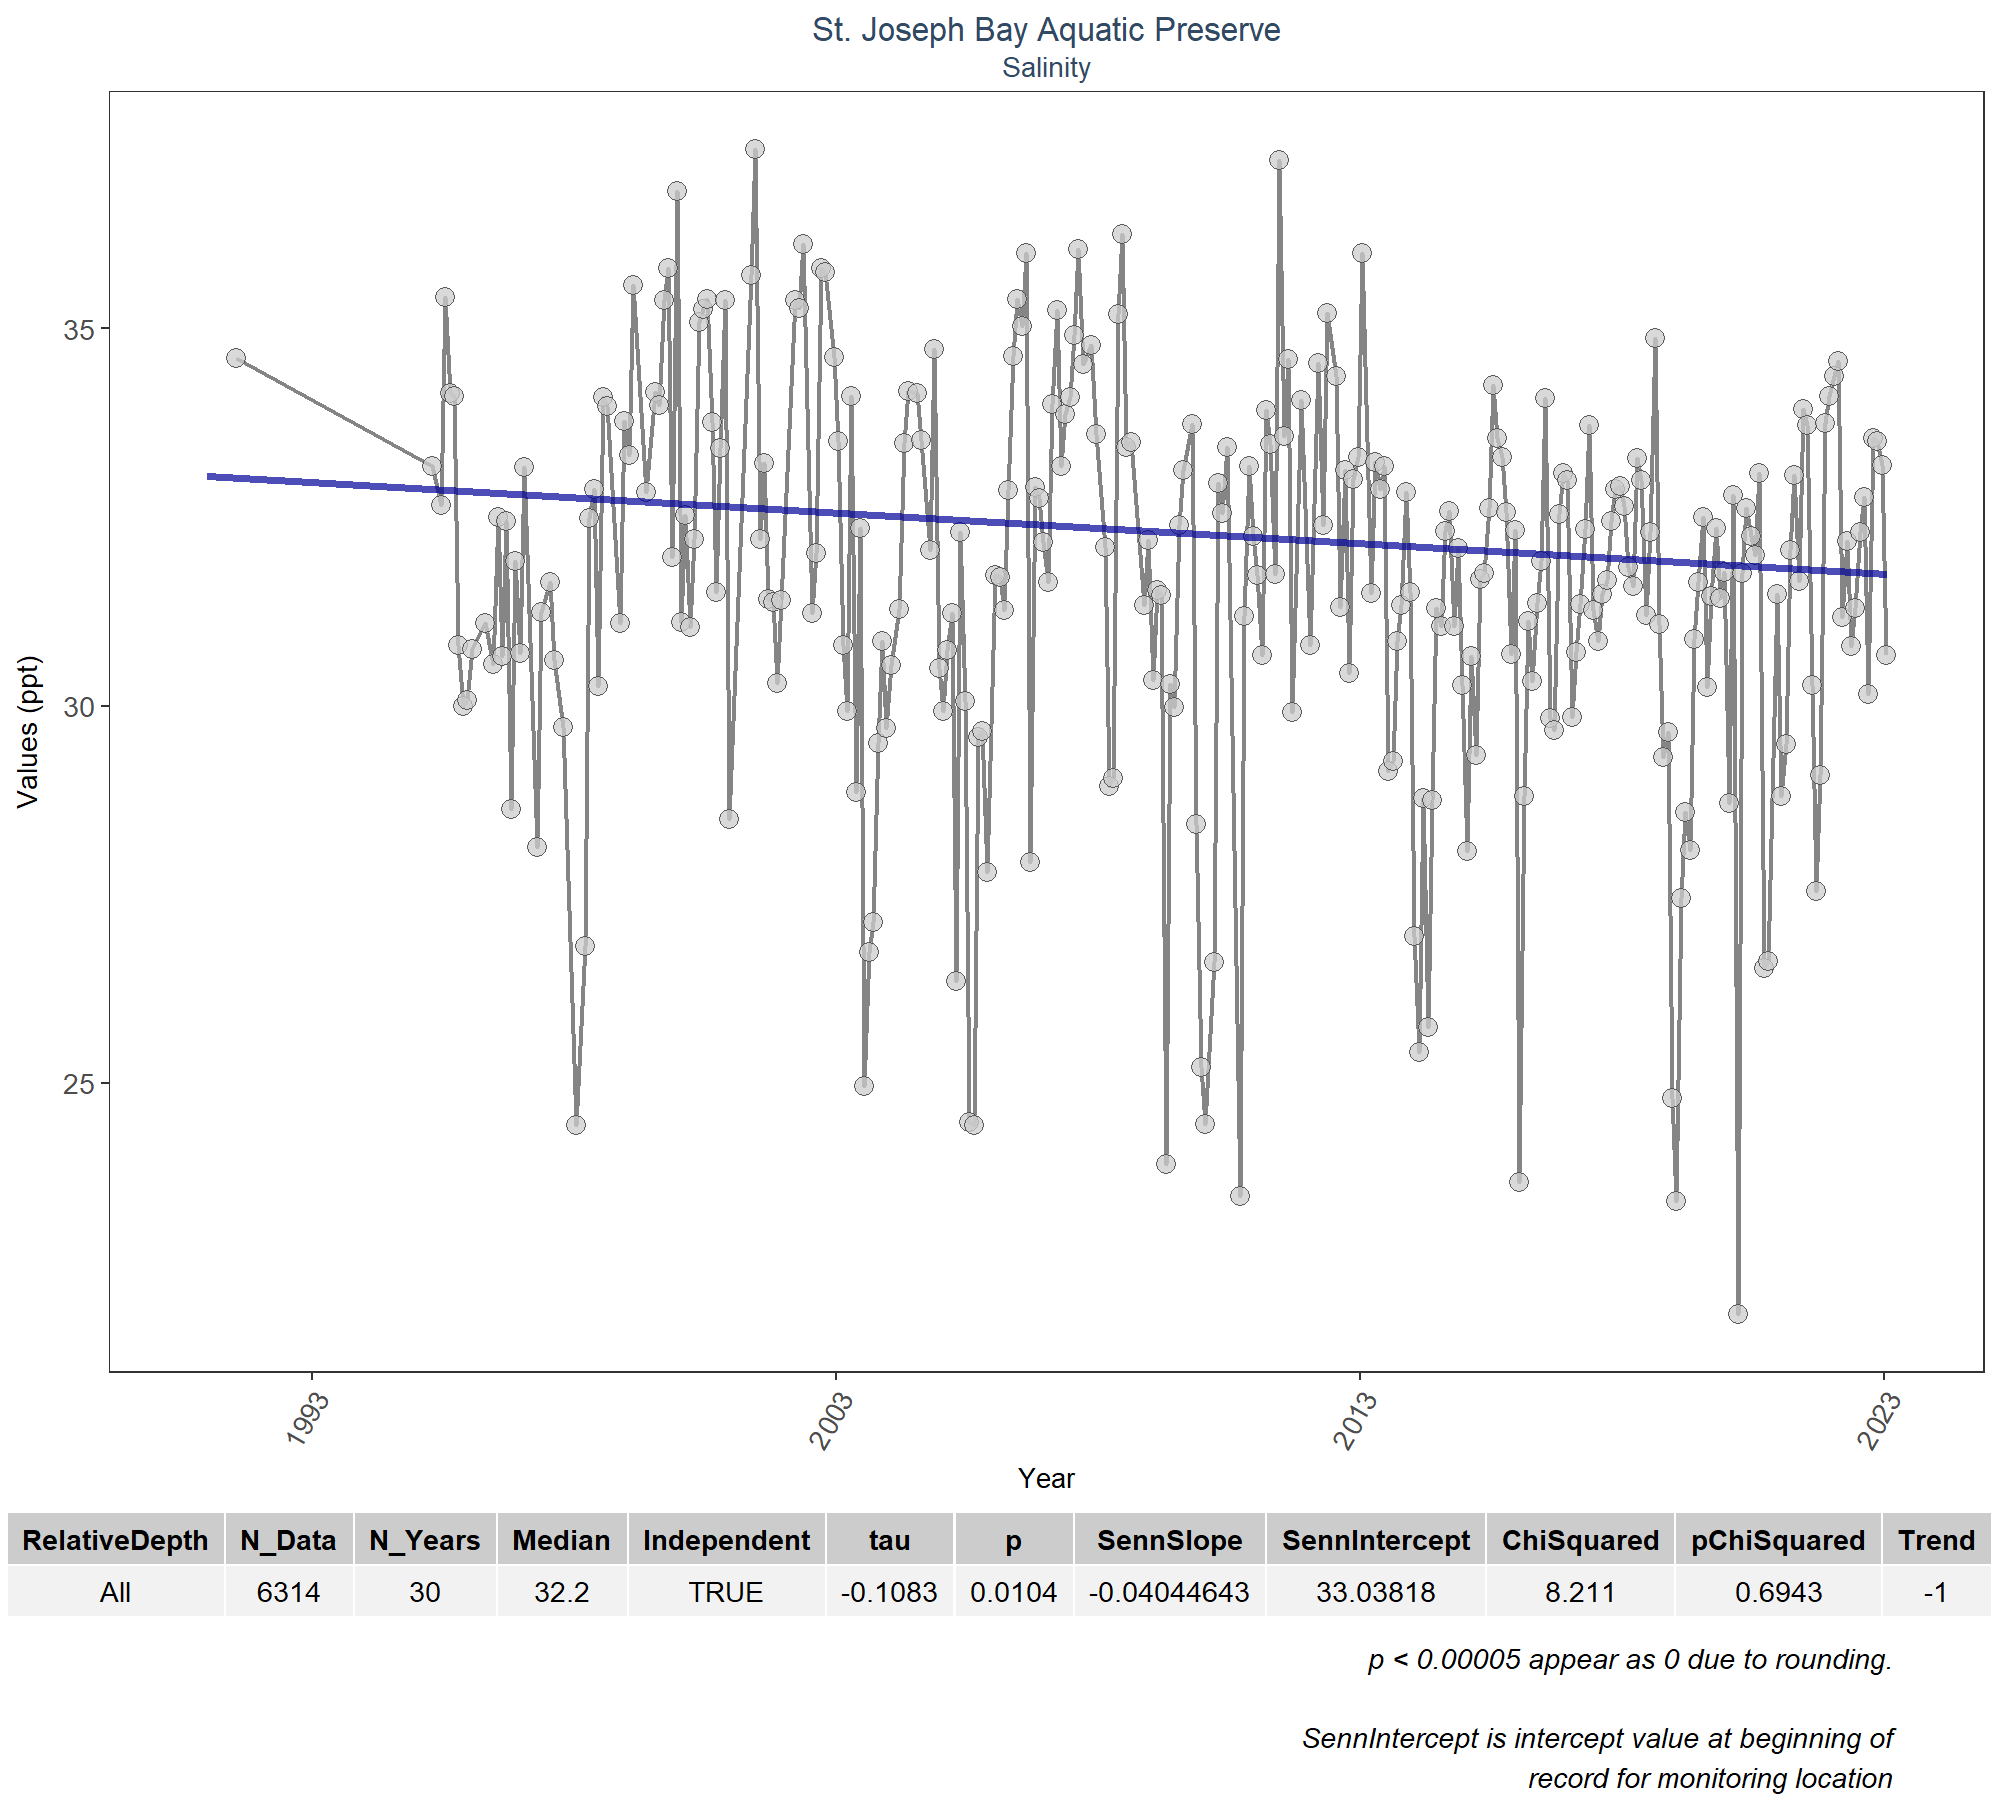 St. Joseph Bay Aquatic Preserve
Salinity
Values (ppt)
35
30
25
1993 2003 2013 2023
Year
RelativeDepth N_Data N_Years Median Independent tau p SennSlope SennIntercept ChiSquared pChiSquared Trend
All 6314 30 32.2 TRUE -0.1083 0.0104 -0.04044643 33.03818 8.211 0.6943 -1
p < 0.00005 appear as 0 due to rounding.
SennIntercept is intercept value at beginning of
record for monitoring location